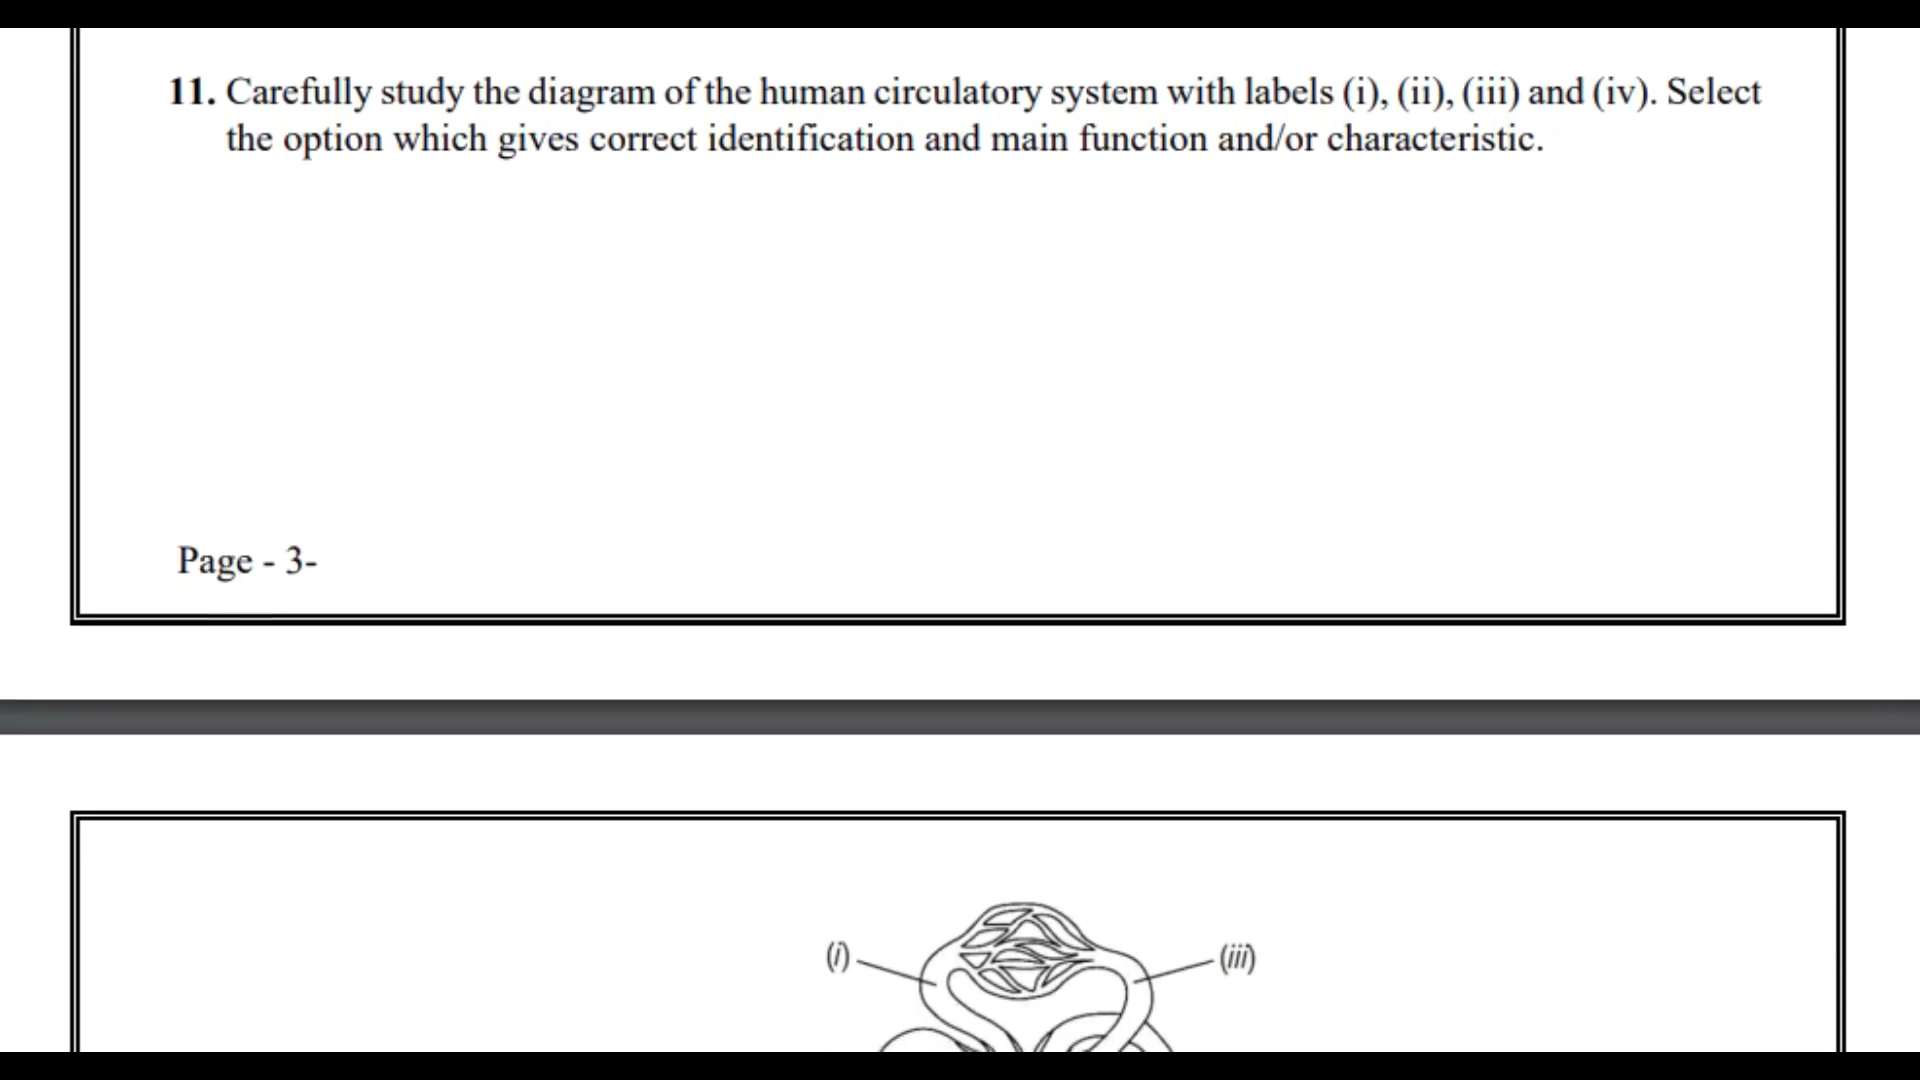 11. Carefully study the diagram of the human circulatory system with labels (i), (ii), (iii) and (iv). Select
the option which gives correct identification and main function and/or characteristic.
Page - 3-
(i)
(iii)